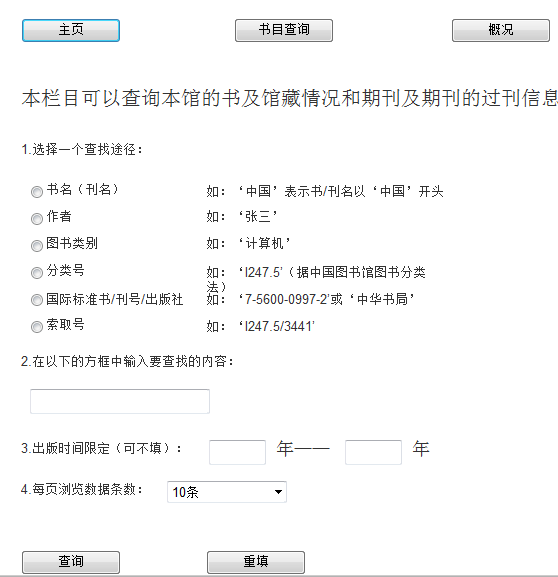 主页 书目查询 概况
本栏目可以查询本馆的书及馆藏情况和期刊及期刊的过刊信息
1.选择一个查找途径：
书名（刊名） 如：‘中国’表示书/刊名以‘中国’开头
作者 如：‘张三’
图书类别 如：‘计算机’
分类号 如：‘I247.5’（据中国图书馆图书分类
法）
国际标准书/刊号/出版社 如：‘7-5600-0997-2’或‘中华书局’
索取号 如：‘I247.5/3441’
2.在以下的方框中输入要查找的内容：
3.出版时间限定（可不填）： 年—— 年
4.每页浏览数据条数： 10条
查询 重填